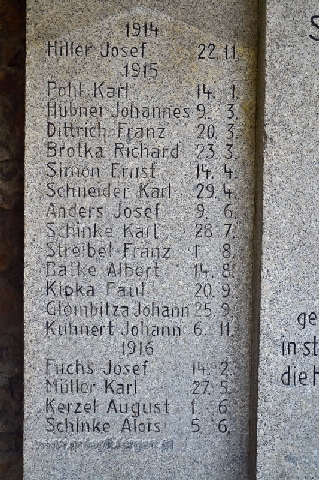 1914
Hiller Josef 22. 11.
1915
Pohl Karl 14. 1.
Hübner Johannes 9. 3.
Dittrich Franz 20. 3.
Brotka Richard 23. 3.
Simon Ernst 14. 4.
Schneider Karl 29. 4.
Anders Josef 9. 6.
Schinke Karl 28. 7.
Streibel Franz 1. 8.
Albert 14. 8.
Kipka Paul 20. 9.
Glombitza Johann 25. 9.
Kuhnert Johann 6. 11.
1916
Fuchs Josef 14. 2.
Müller Karl 27. 5.
Kerzel August 1. 6.
Schinke Alois 5. 6.
S
ge
in st
die H